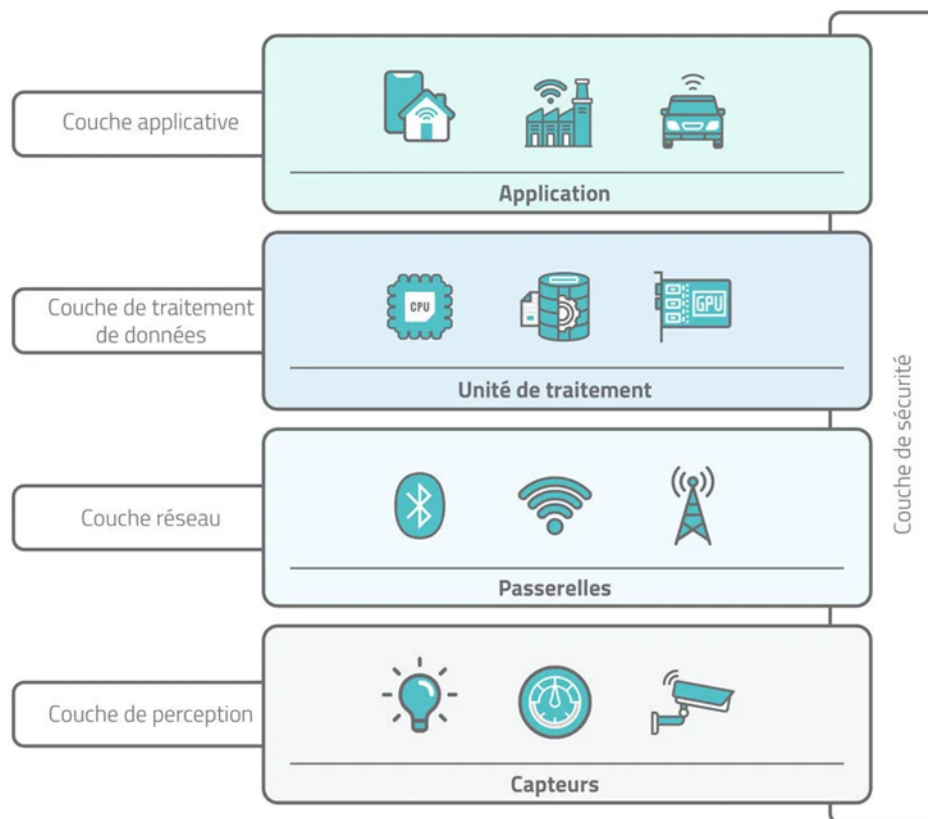 Couche applicative
Application
Couche de traitement
de données
CPU
GPU
Unité de traitement
Couche réseau
Passerelles
Couche de perception
Capteurs
Couche de sécurité